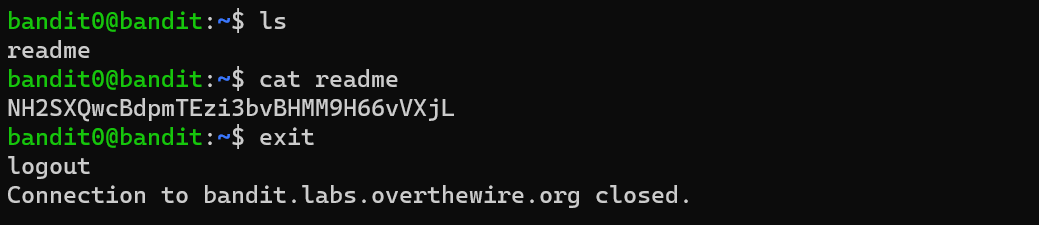 bandit0@bandit:~$ ls
readme
bandit0@bandit:~$ cat readme
NH2SXQwcBdpmTEzi3bvBHMM9H66vVXjL
bandit0@bandit:~$ exit
logout
Connection to bandit.labs.overthewire.org closed.